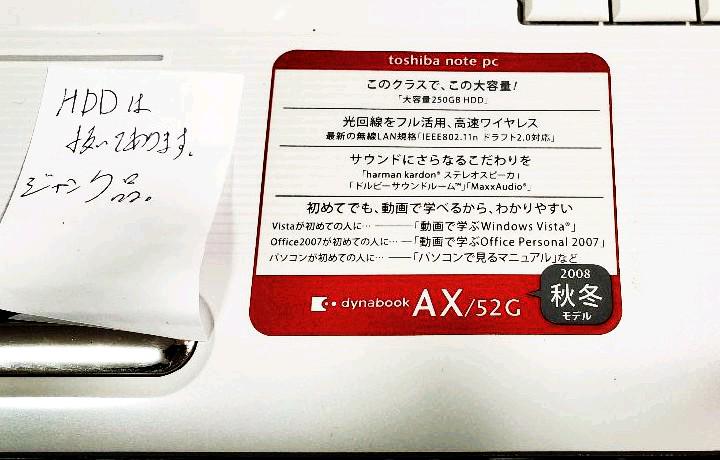 HDDは
抜いてあります。
ジャンク品。
toshiba note pc
このクラスで、この大容量!
「大容量250GB HDD」
光回線をフル活用、高速ワイヤレス
最新の無線LAN規格「IEEE802.11n ドラフト2.0対応」
サウンドにさらなるこだわりを
「harman kardon® ステレオスピーカ」
「ドルビーサウンドルーム™」「MaxxAudio®」
初めてでも、動画で学べるから、わかりやすい
Vistaが初めての人に…「動画で学ぶWindows Vista®」
Office2007が初めての人に…「動画で学ぶOffice Personal 2007」
パソコンが初めての人に…「パソコンで見るマニュアル」など
dynabook AX/52G
2008
秋冬
モデル